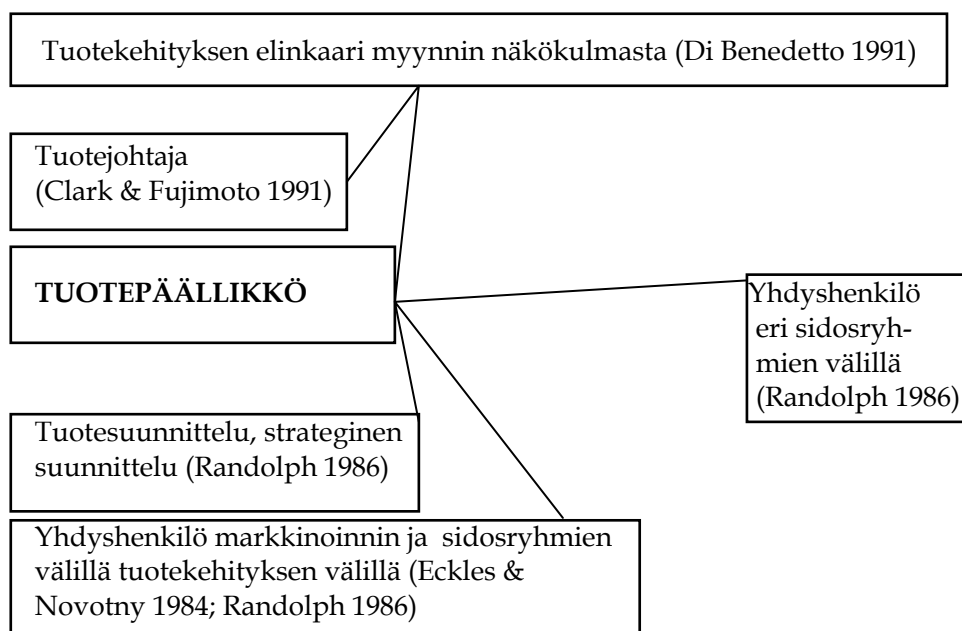 Tuotekehityksen elinkaari myynnin näkökulmasta (Di Benedetto 1991)
Tuotejohtaja
(Clark & Fujimoto 1991)
TUOTEPÄÄLLIKKÖ
Yhdyshenkilö
eri sidosryh-
mien välillä
(Randolph 1986)
Tuotesuunnittelu, strateginen
suunnittelu (Randolph 1986)
Yhdyshenkilö markkinoinnin ja sidosryhmien
välillä tuotekehityksen välillä (Eckles &
Novotny 1984; Randolph 1986)